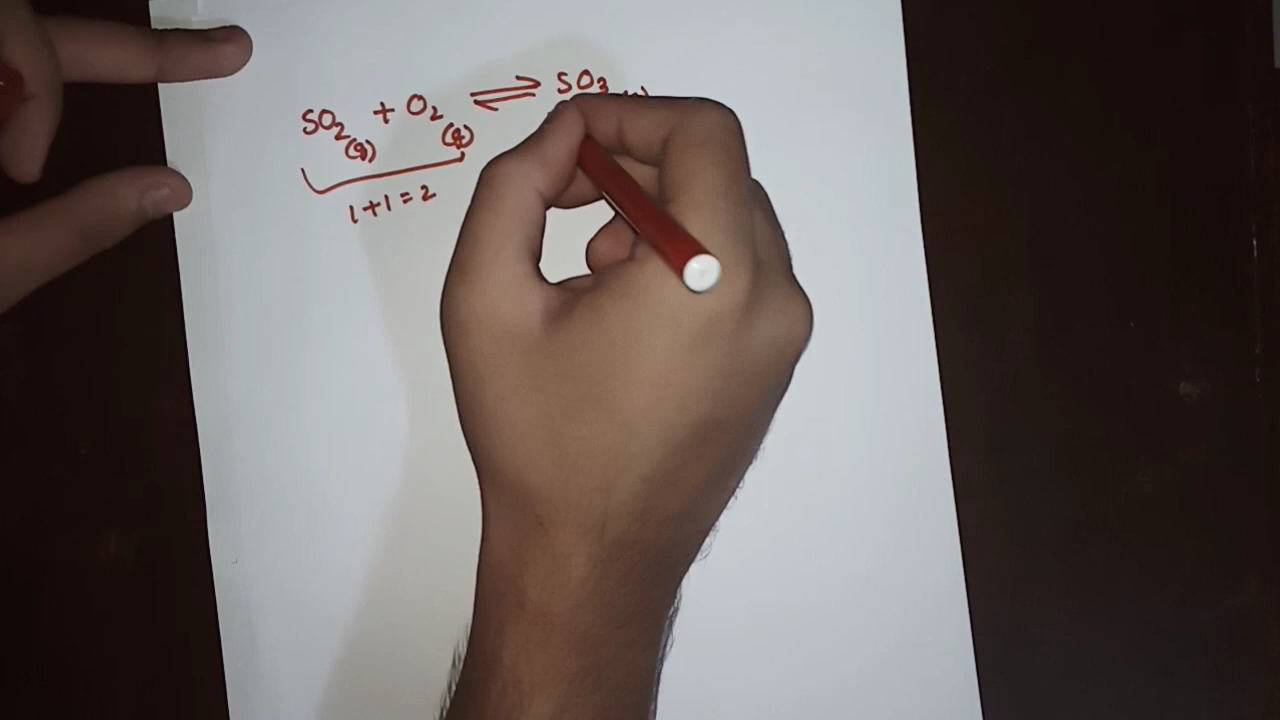 SO₂(g) + O₂(g) ⇌ SO₃
1+1=2